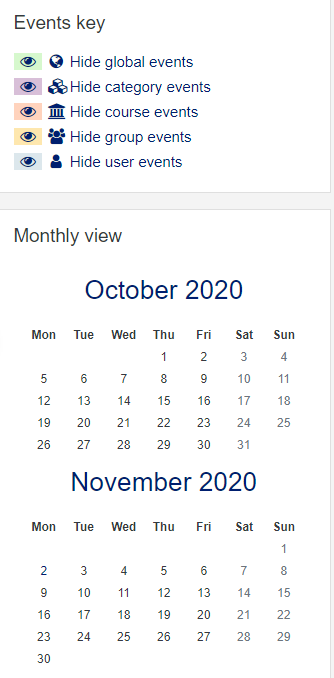 Events key
Hide global events
Hide category events
Hide course events
Hide group events
Hide user events
Monthly view
October 2020
Mon Tue Wed Thu Fri Sat Sun
1 2 3 4
5 6 7 8 9 10 11
12 13 14 15 16 17 18
19 20 21 22 23 24 25
26 27 28 29 30 31
November 2020
Mon Tue Wed Thu Fri Sat Sun
1
2 3 4 5 6 7 8
9 10 11 12 13 14 15
16 17 18 19 20 21 22
23 24 25 26 27 28 29
30